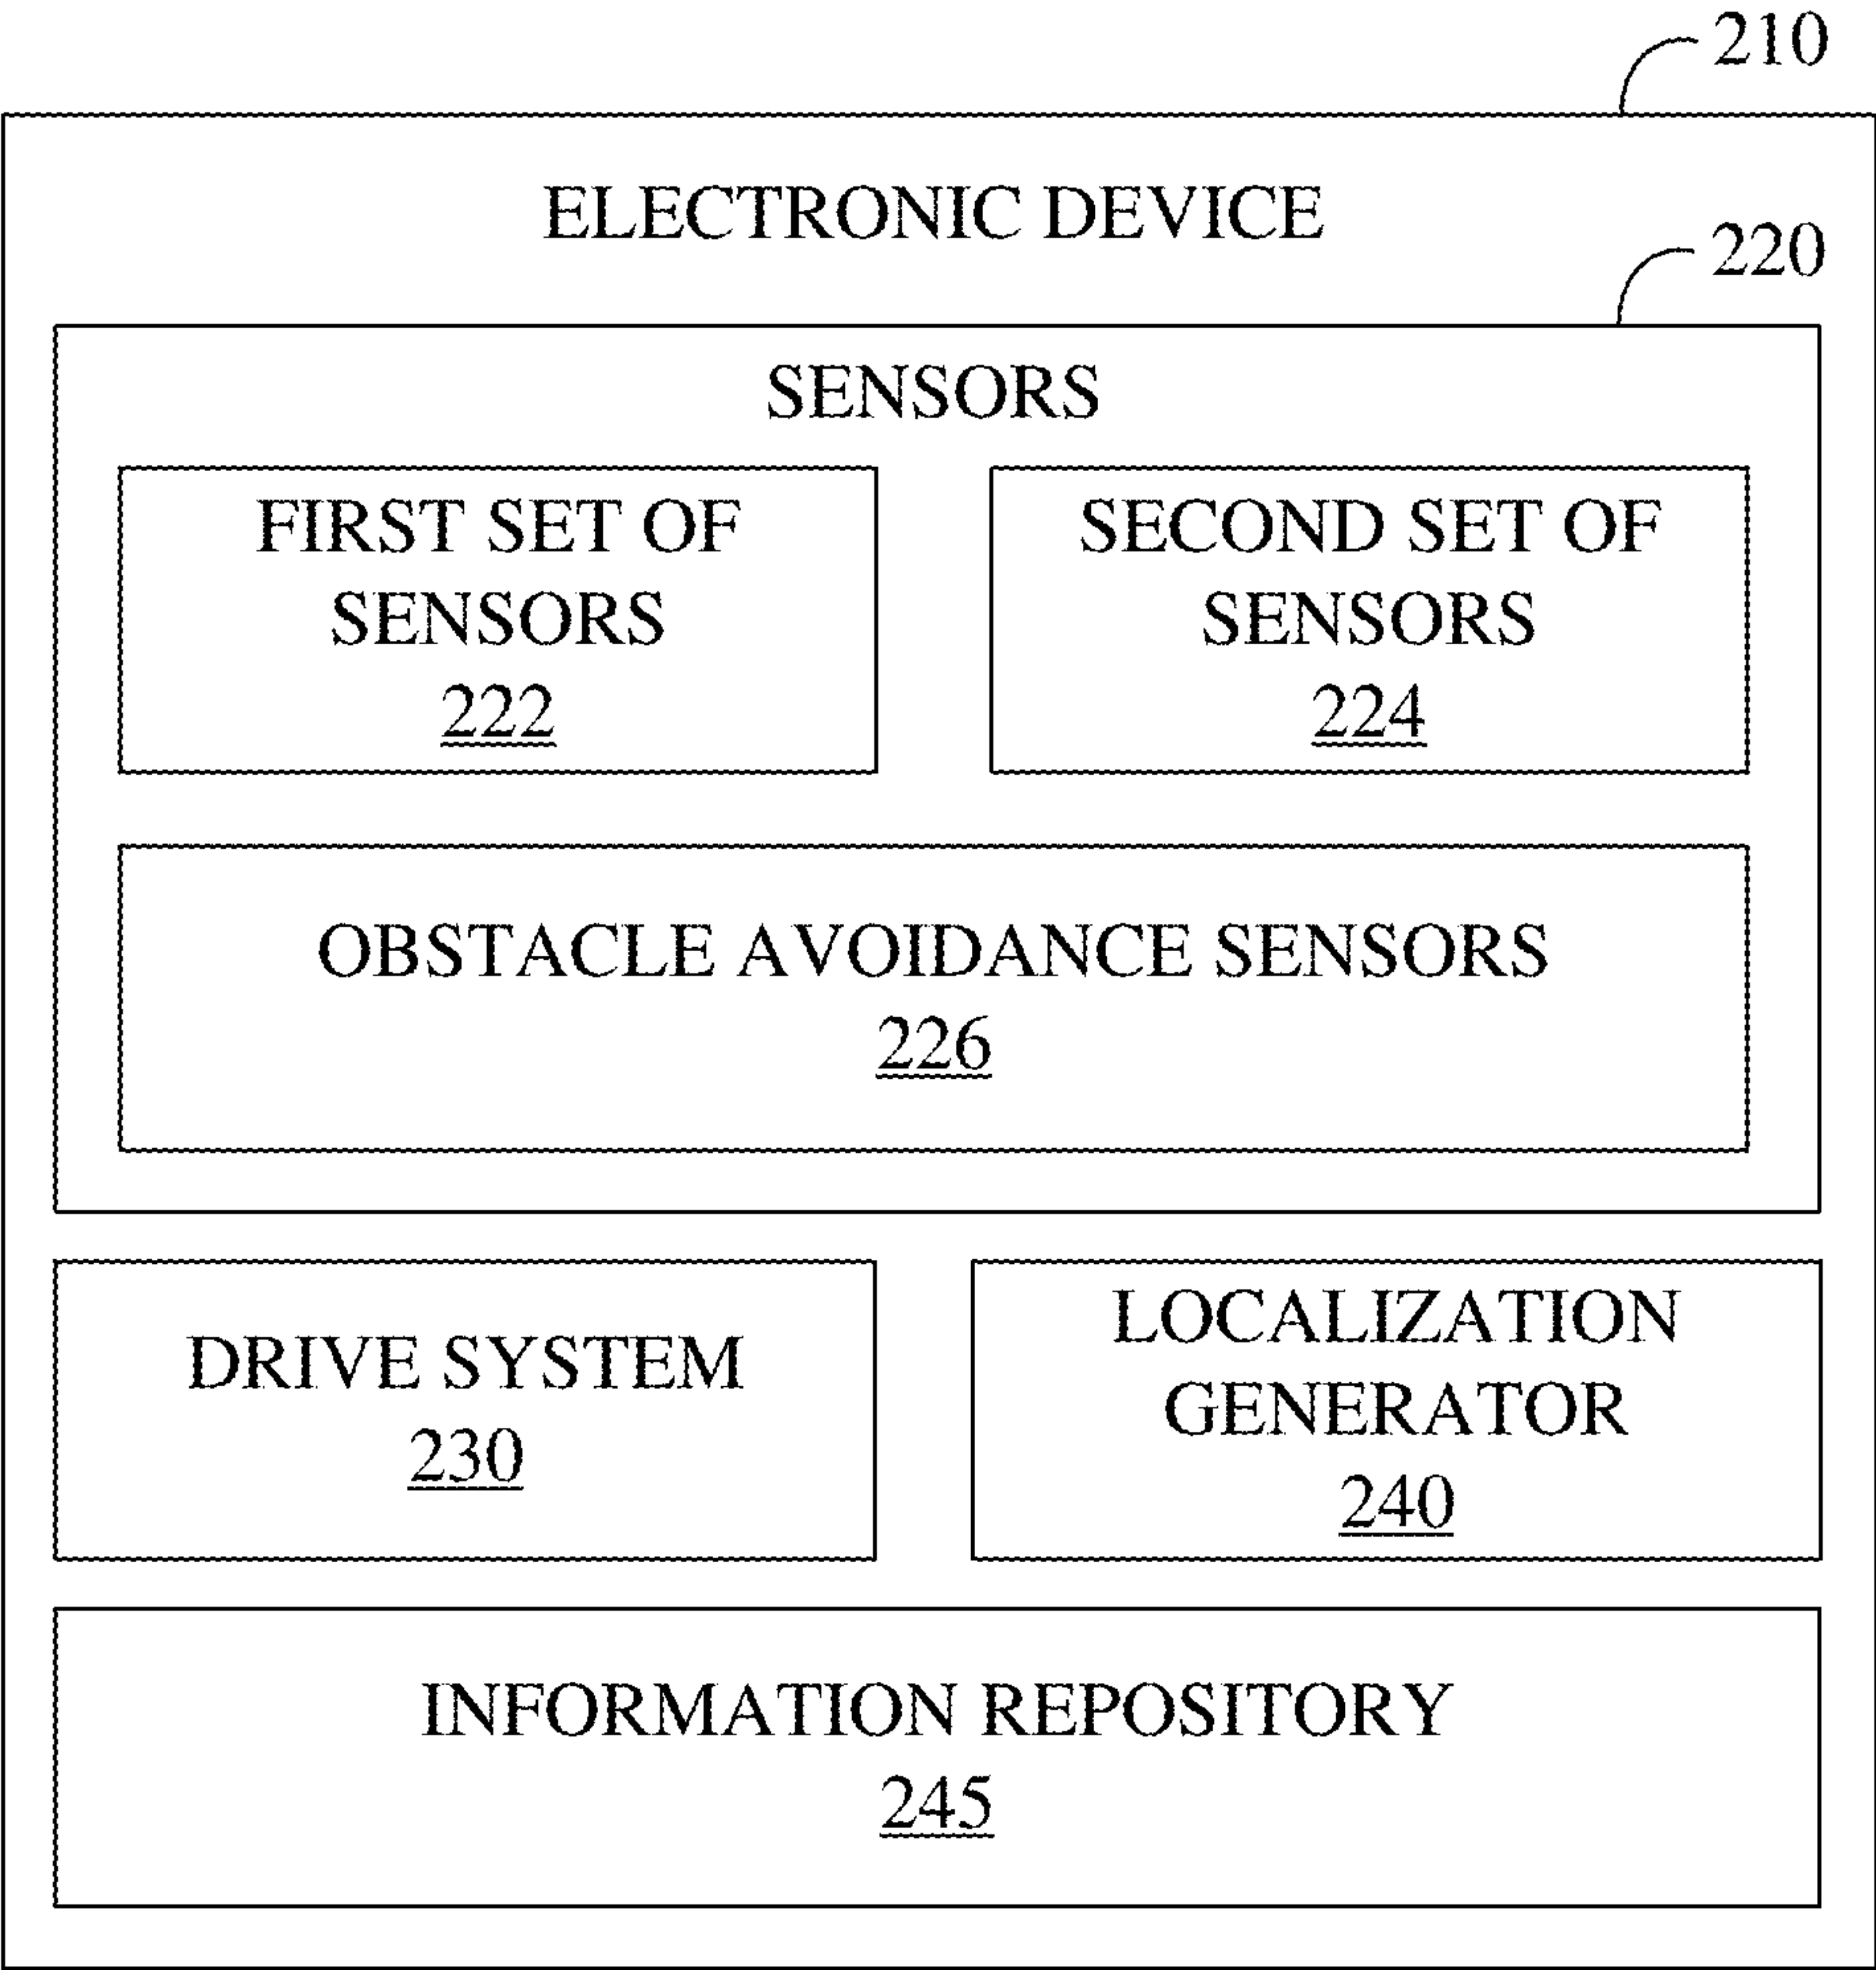 210
ELECTRONIC DEVICE
220
SENSORS
FIRST SET OF
SENSORS
222
SECOND SET OF
SENSORS
224
OBSTACLE AVOIDANCE SENSORS
226
DRIVE SYSTEM
230
LOCALIZATION
GENERATOR
240
INFORMATION REPOSITORY
245